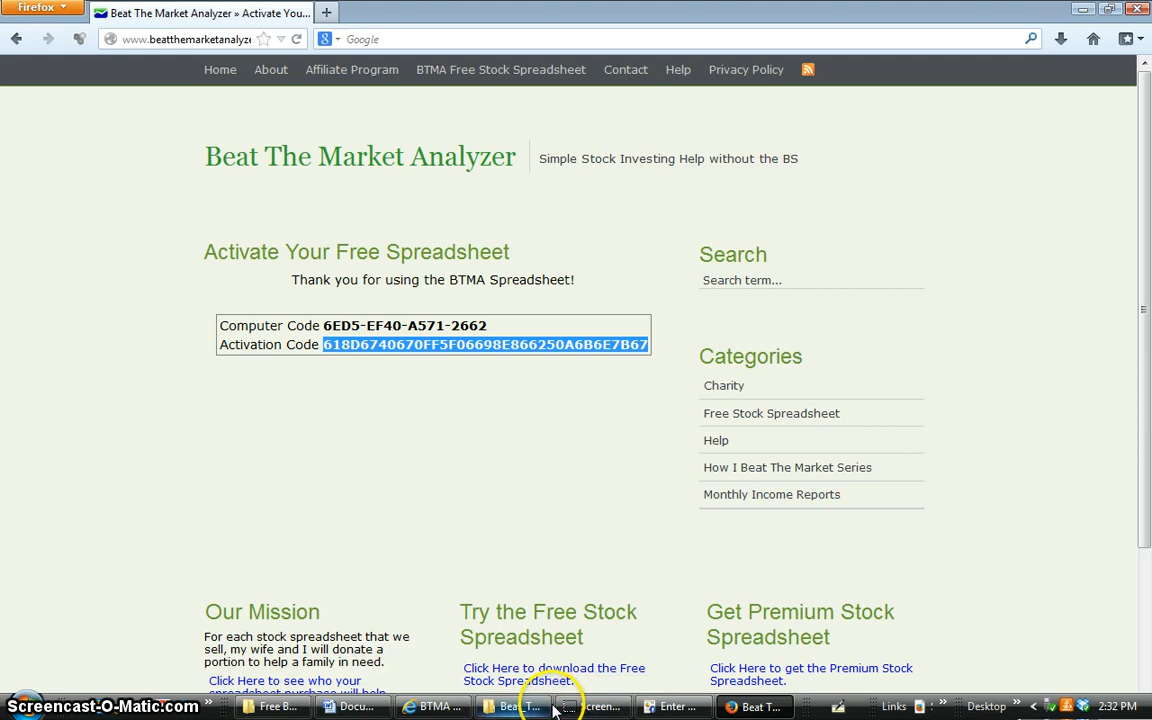 Firefox
Beat The Market Analyzer » Activate You...
www.beatthemarketanalyze
Google
Home About Affiliate Program BTMA Free Stock Spreadsheet Contact Help Privacy Policy
Beat The Market Analyzer
Simple Stock Investing Help without the BS
Activate Your Free Spreadsheet
Thank you for using the BTMA Spreadsheet!
Computer Code 6ED5-EF40-A571-2662
Activation Code 618D6740670FF5F06698E866250A6B6E7B67
Search
Search term...
Categories
Charity
Free Stock Spreadsheet
Help
How I Beat The Market Series
Monthly Income Reports
Our Mission
For each stock spreadsheet that we
sell, my wife and I will donate a
portion to help a family in need.
Click Here to see who your
spreadsheet purchase will help
Try the Free Stock
Spreadsheet
Click Here to download the Free
Stock Spreadsheet.
Get Premium Stock
Spreadsheet
Click Here to get the Premium Stock
Spreadsheet
Screencast-O-Matic.com
Free B... Docu... BTMA ... Beat_T... Screen... Enter ... Beat T... Links Desktop 2:32 PM